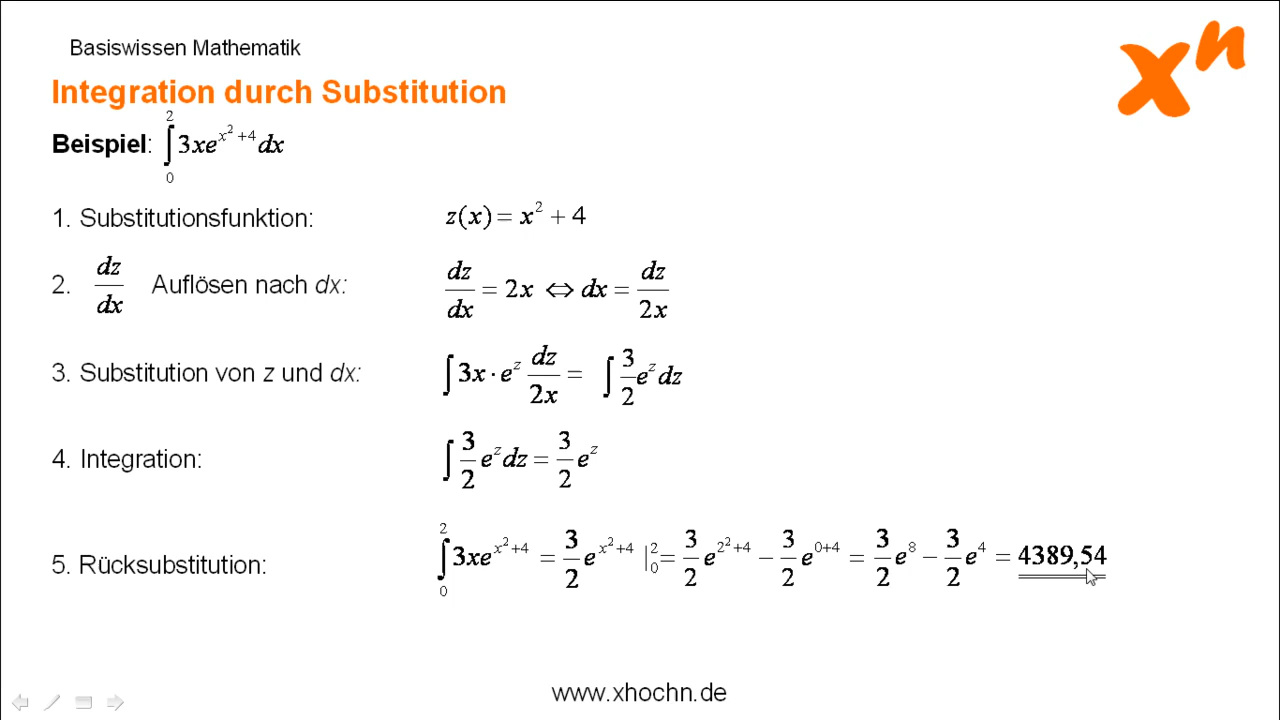 Basiswissen Mathematik
xⁿ
Integration durch Substitution
Beispiel: ∫₀² 3xe^(x²+4) dx
1. Substitutionsfunktion: z(x) = x² + 4
2. dz/dx Auflösen nach dx: dz/dx = 2x ⇔ dx = dz/2x
3. Substitution von z und dx: ∫ 3x · e^z dz/2x = ∫ 3/2 e^z dz
4. Integration: ∫ 3/2 e^z dz = 3/2 e^z
5. Rücksubstitution: ∫₀² 3xe^(x²+4) = 3/2 e^(x²+4) |₀² = 3/2 e^(2²+4) − 3/2 e^(0+4) = 3/2 e⁸ − 3/2 e⁴ = 4389,54
www.xhochn.de